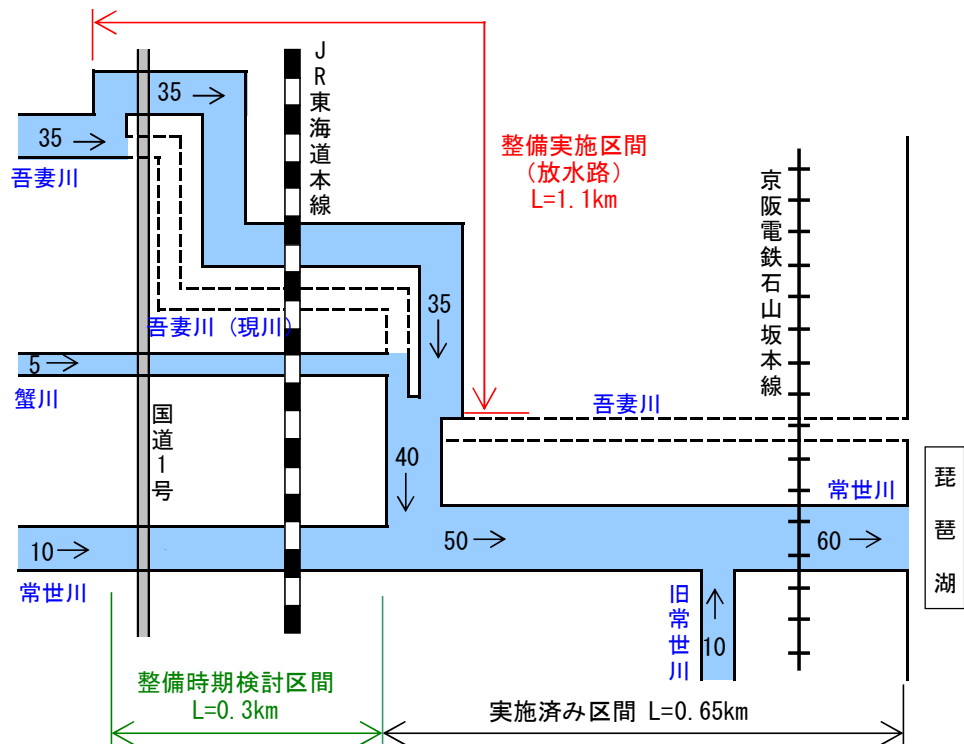 35
35
吾妻川
JR東海道本線
整備実施区間
(放水路)
L=1.1km
京阪電鉄石山坂本線
35
吾妻川 (現川)
5
蟹川
国道1号
吾妻川
40
常世川
琵琶湖
10
50
60
常世川
旧常世川
10
整備時期検討区間
L=0.3km
実施済み区間 L=0.65km